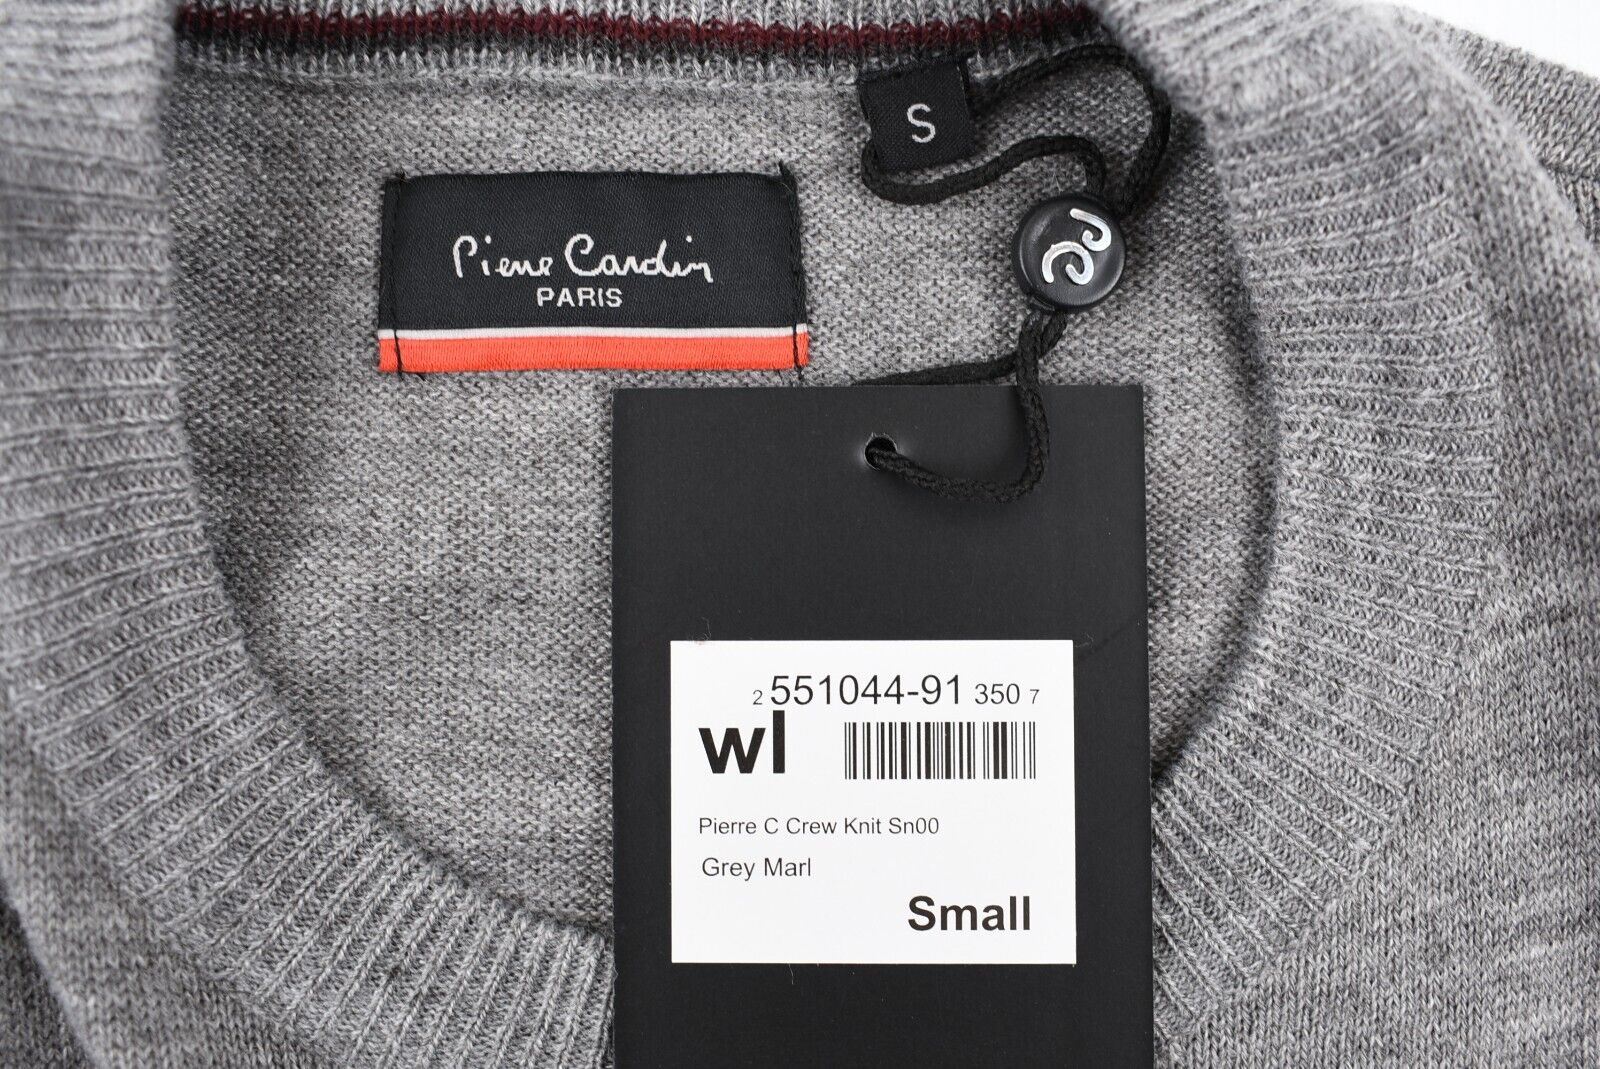 S
Pierre Cardin
PARIS
2 551044-91 350 7
wl
Pierre C Crew Knit Sn00
Grey Marl
Small